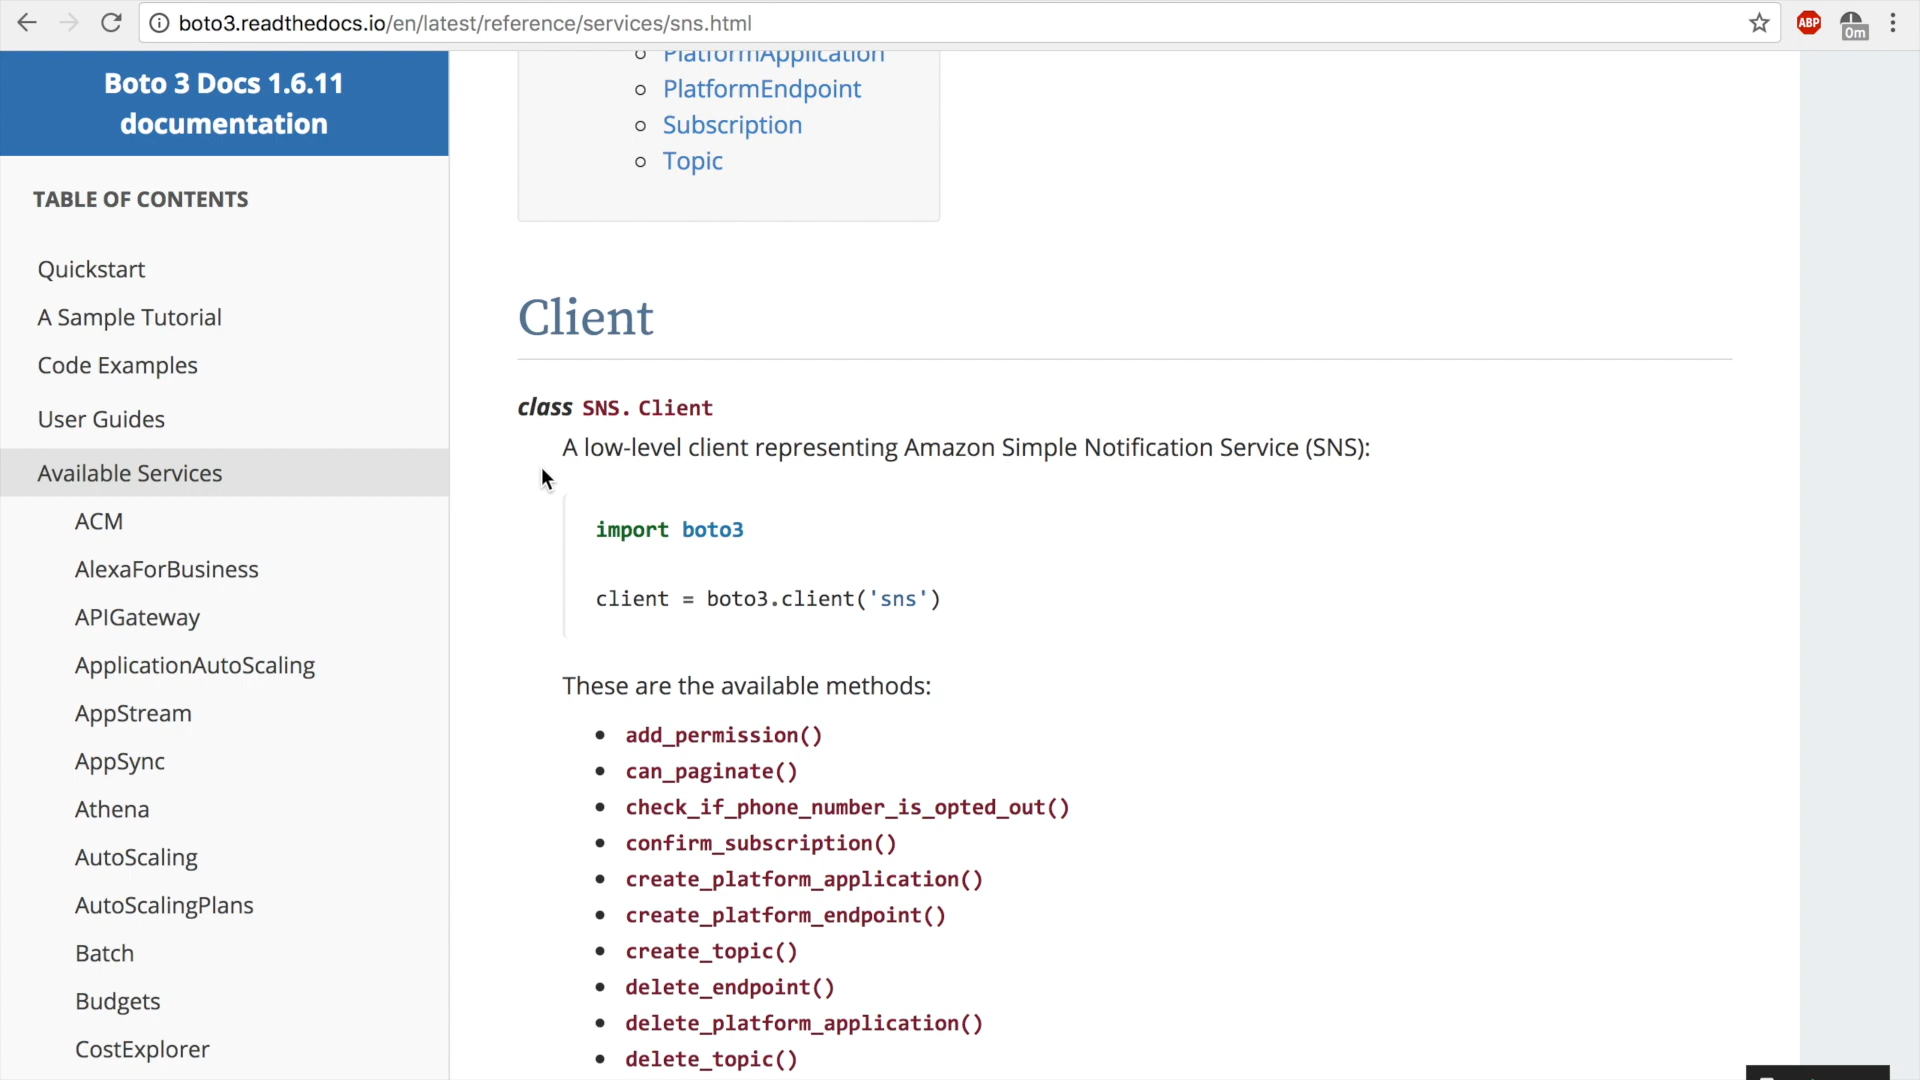 boto3.readthedocs.io/en/latest/reference/services/sns.html
ABP
0m
Boto 3 Docs 1.6.11
documentation
TABLE OF CONTENTS
Quickstart
A Sample Tutorial
Code Examples
User Guides
Available Services
ACM
AlexaForBusiness
APIGateway
ApplicationAutoScaling
AppStream
AppSync
Athena
AutoScaling
AutoScalingPlans
Batch
Budgets
CostExplorer
PlatformApplication
PlatformEndpoint
Subscription
Topic
Client
class SNS.Client
A low-level client representing Amazon Simple Notification Service (SNS):
import boto3
client = boto3.client('sns')
These are the available methods:
add_permission()
can_paginate()
check_if_phone_number_is_opted_out()
confirm_subscription()
create_platform_application()
create_platform_endpoint()
create_topic()
delete_endpoint()
delete_platform_application()
delete_topic()